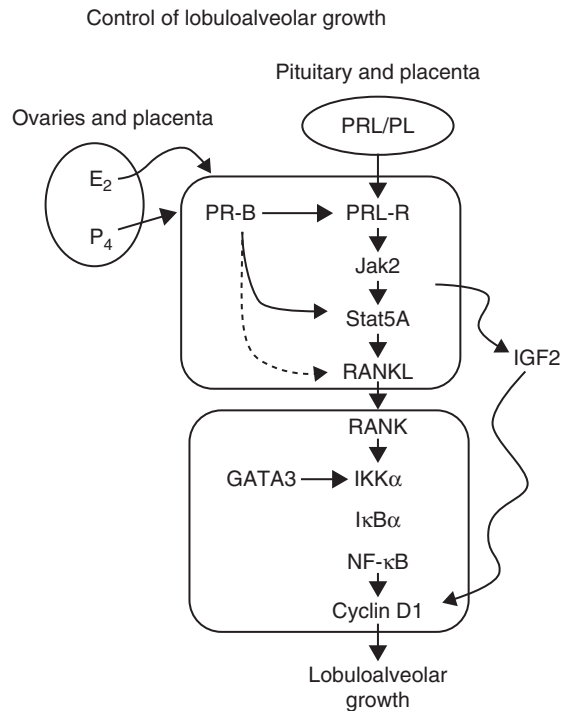 Control of lobuloalveolar growth
Pituitary and placenta
Ovaries and placenta
PRL/PL
E2
P4
PR-B
PRL-R
Jak2
Stat5A
RANKL
IGF2
RANK
GATA3
IKKα
IκBα
NF-κB
Cyclin D1
Lobuloalveolar
growth